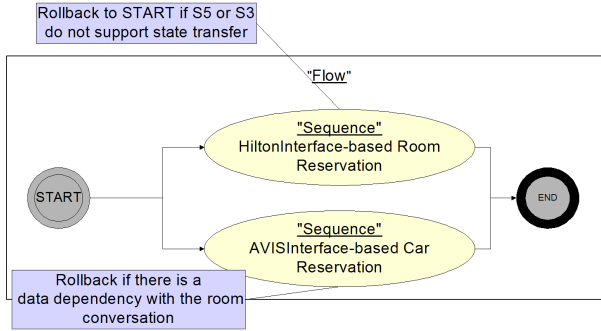 Rollback to START if S5 or S3
do not support state transfer
"Flow"
"Sequence"
HiltonInterface-based Room
Reservation
START
END
"Sequence"
AVISInterface-based Car
Reservation
Rollback if there is a
data dependency with the room
conversation